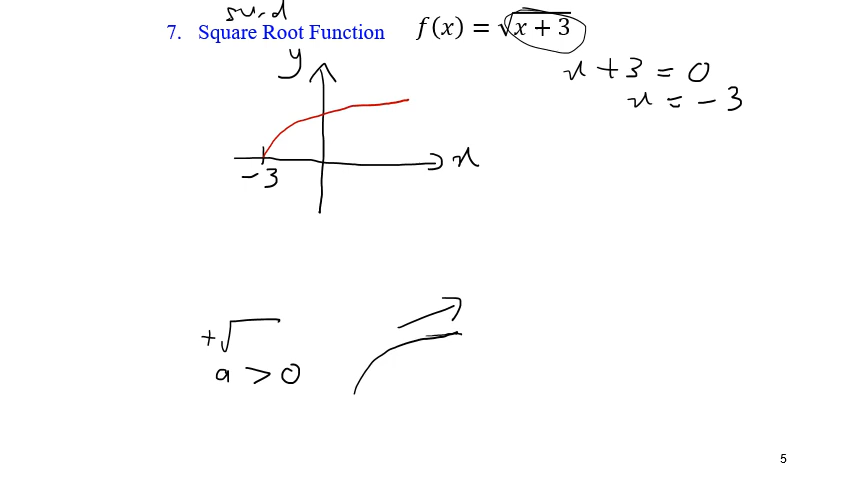 surd
7. Square Root Function f(x) = √x + 3
x + 3 = 0
x = - 3
y
x
-3
+√
a > 0
5